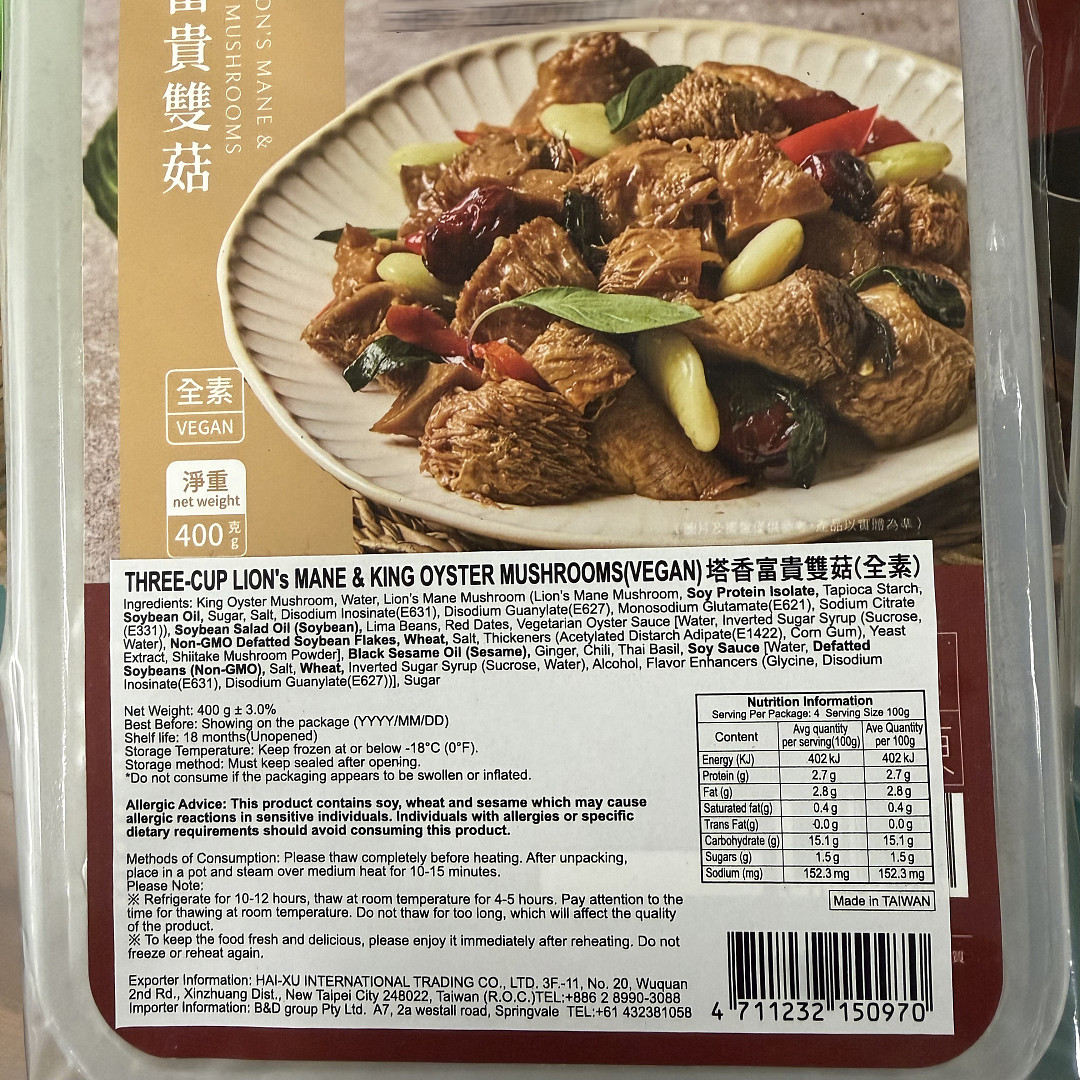 富貴雙菇
ON'S MANE &
MUSHROOMS
全素
VEGAN
淨重
net weight
400克g
THREE-CUP LION's MANE & KING OYSTER MUSHROOMS(VEGAN) 塔香富貴雙菇(全素)
Ingredients: King Oyster Mushroom, Water, Lion's Mane Mushroom (Lion's Mane Mushroom, Soy Protein Isolate, Tapioca Starch,
Soybean Oil, Sugar, Salt, Disodium Inosinate(E631), Disodium Guanylate(E627), Monosodium Glutamate(E621), Sodium Citrate
(E331)), Soybean Salad Oil (Soybean), Lima Beans, Red Dates, Vegetarian Oyster Sauce [Water, Inverted Sugar Syrup (Sucrose,
Water), Non-GMO Defatted Soybean Flakes, Wheat, Salt, Thickeners (Acetylated Distarch Adipate(E1422), Corn Gum), Yeast
Extract, Shiitake Mushroom Powder], Black Sesame Oil (Sesame), Ginger, Chili, Thai Basil, Soy Sauce [Water, Defatted
Soybeans (Non-GMO), Salt, Wheat, Inverted Sugar Syrup (Sucrose, Water), Alcohol, Flavor Enhancers (Glycine, Disodium
Inosinate(E631), Disodium Guanylate(E627))], Sugar
Net Weight: 400 g ± 3.0%
Best Before: Showing on the package (YYYY/MM/DD)
Shelf life: 18 months(Unopened)
Storage Temperature: Keep frozen at or below -18°C (0°F).
Storage method: Must keep sealed after opening.
*Do not consume if the packaging appears to be swollen or inflated.
Allergic Advice: This product contains soy, wheat and sesame which may cause
allergic reactions in sensitive individuals. Individuals with allergies or specific
dietary requirements should avoid consuming this product.
Methods of Consumption: Please thaw completely before heating. After unpacking,
place in a pot and steam over medium heat for 10-15 minutes.
Please Note:
※ Refrigerate for 10-12 hours, thaw at room temperature for 4-5 hours. Pay attention to the
time for thawing at room temperature. Do not thaw for too long, which will affect the quality
of the product.
※ To keep the food fresh and delicious, please enjoy it immediately after reheating. Do not
freeze or reheat again.
Exporter Information: HAI-XU INTERNATIONAL TRADING CO., LTD. 3F.-11, No. 20, Wuquan
2nd Rd., Xinzhuang Dist., New Taipei City 248022, Taiwan (R.O.C.)TEL:+886 2 8990-3088
Importer Information: B&D group Pty Ltd. A7, 2a westall road, Springvale TEL:+61 432381058
Nutrition Information
Serving Per Package: 4 Serving Size 100g
Content Avg quantity per serving(100g) Ave Quantity per 100g
Energy (KJ) 402 kJ 402 kJ
Protein (g) 2.7 g 2.7 g
Fat (g) 2.8 g 2.8 g
Saturated fat(g) 0.4 g 0.4 g
Trans Fat(g) 0.0 g 0.0 g
Carbohydrate (g) 15.1 g 15.1 g
Sugars (g) 1.5 g 1.5 g
Sodium (mg) 152.3 mg 152.3 mg
Made in TAIWAN
4 711232 150970